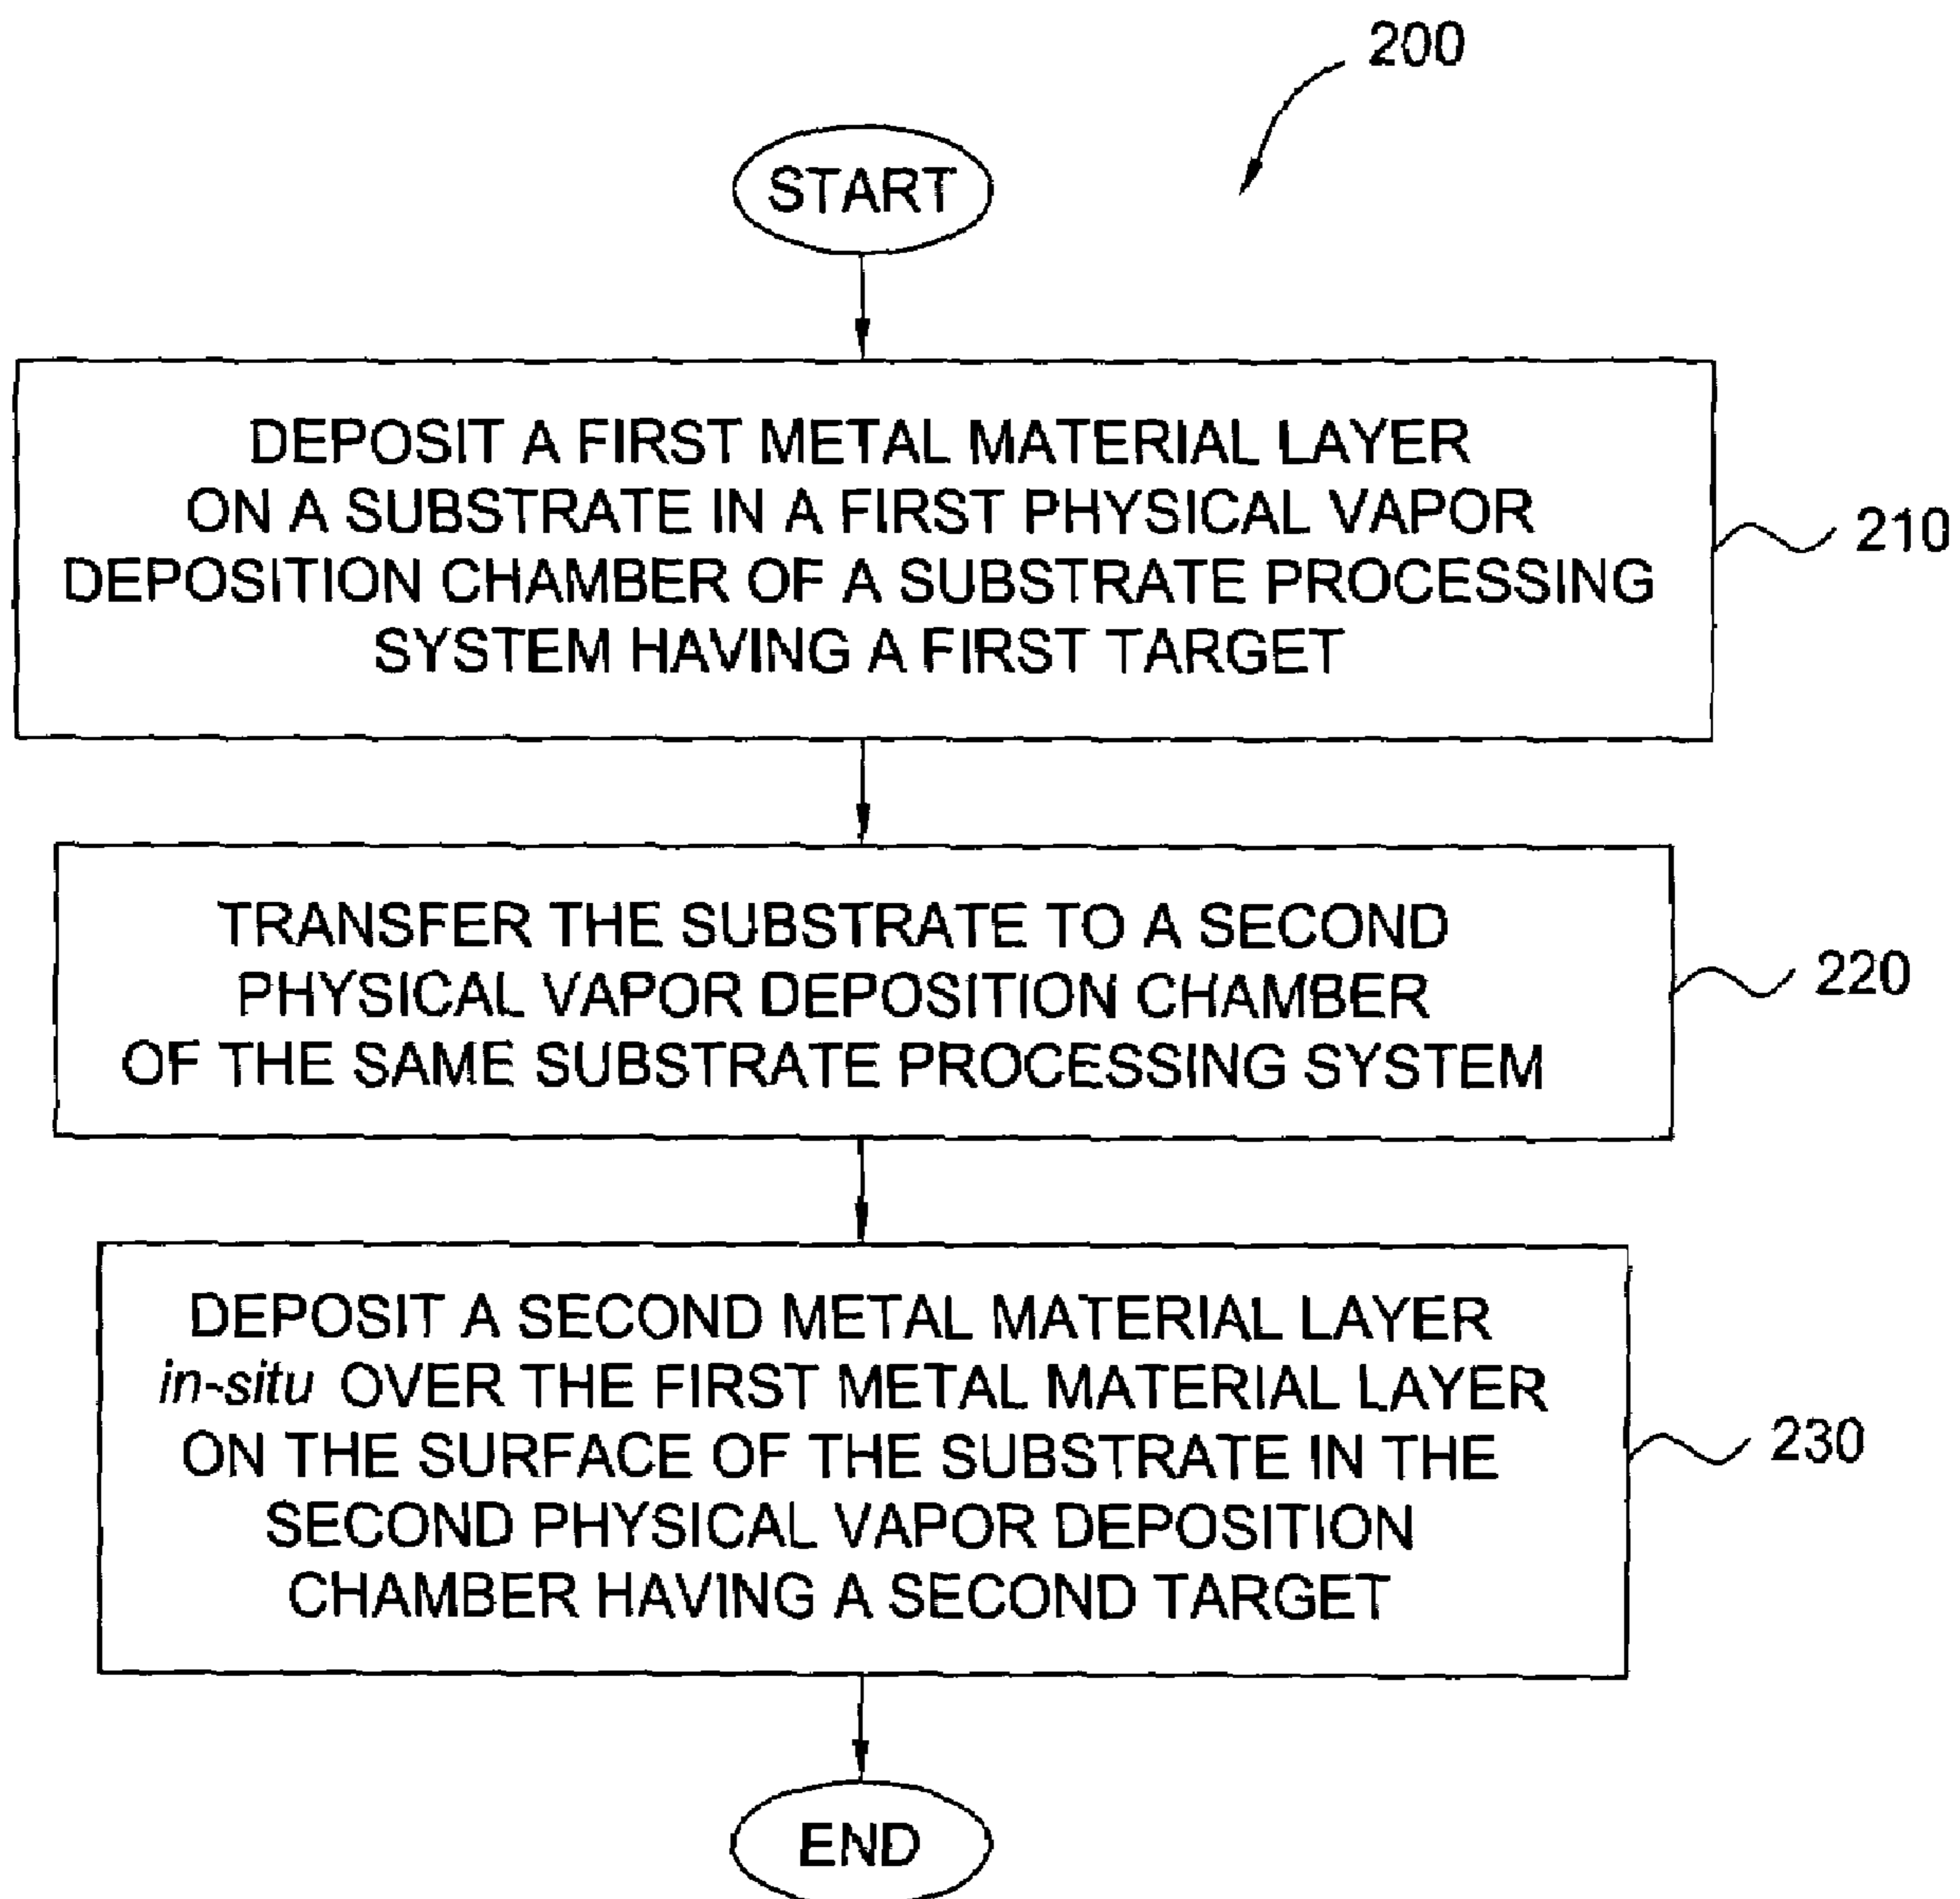 200
START
DEPOSIT A FIRST METAL MATERIAL LAYER
ON A SUBSTRATE IN A FIRST PHYSICAL VAPOR
DEPOSITION CHAMBER OF A SUBSTRATE PROCESSING
SYSTEM HAVING A FIRST TARGET
210
TRANSFER THE SUBSTRATE TO A SECOND
PHYSICAL VAPOR DEPOSITION CHAMBER
OF THE SAME SUBSTRATE PROCESSING SYSTEM
220
DEPOSIT A SECOND METAL MATERIAL LAYER
in-situ OVER THE FIRST METAL MATERIAL LAYER
ON THE SURFACE OF THE SUBSTRATE IN THE
SECOND PHYSICAL VAPOR DEPOSITION
CHAMBER HAVING A SECOND TARGET
230
END